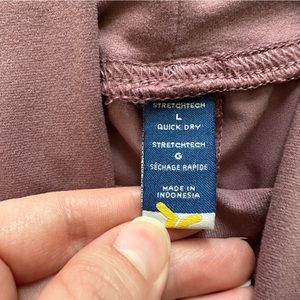 STRETCHTECH
L
QUICK DRY
STRETCHTECH
G
SÉCHAGE RAPIDE
MADE IN
INDONESIA